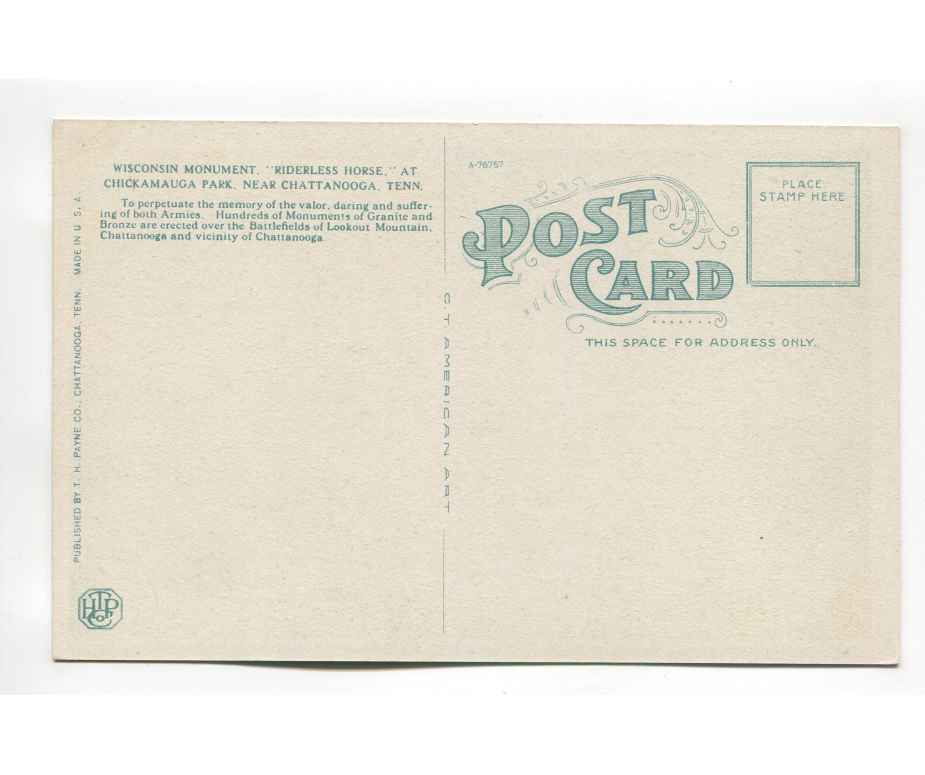 WISCONSIN MONUMENT, "RIDERLESS HORSE," AT
CHICKAMAUGA PARK, NEAR CHATTANOOGA, TENN.
To perpetuate the memory of the valor, daring and suffer-
ing of both Armies. Hundreds of Monuments of Granite and
Bronze are erected over the Battlefields of Lookout Mountain,
Chattanooga and vicinity of Chattanooga
PUBLISHED BY T. H. PAYNE CO., CHATTANOOGA, TENN. MADE IN U. S. A.
C. T. AMERICAN ART
A-76757
POST
CARD
PLACE
STAMP HERE
THIS SPACE FOR ADDRESS ONLY.